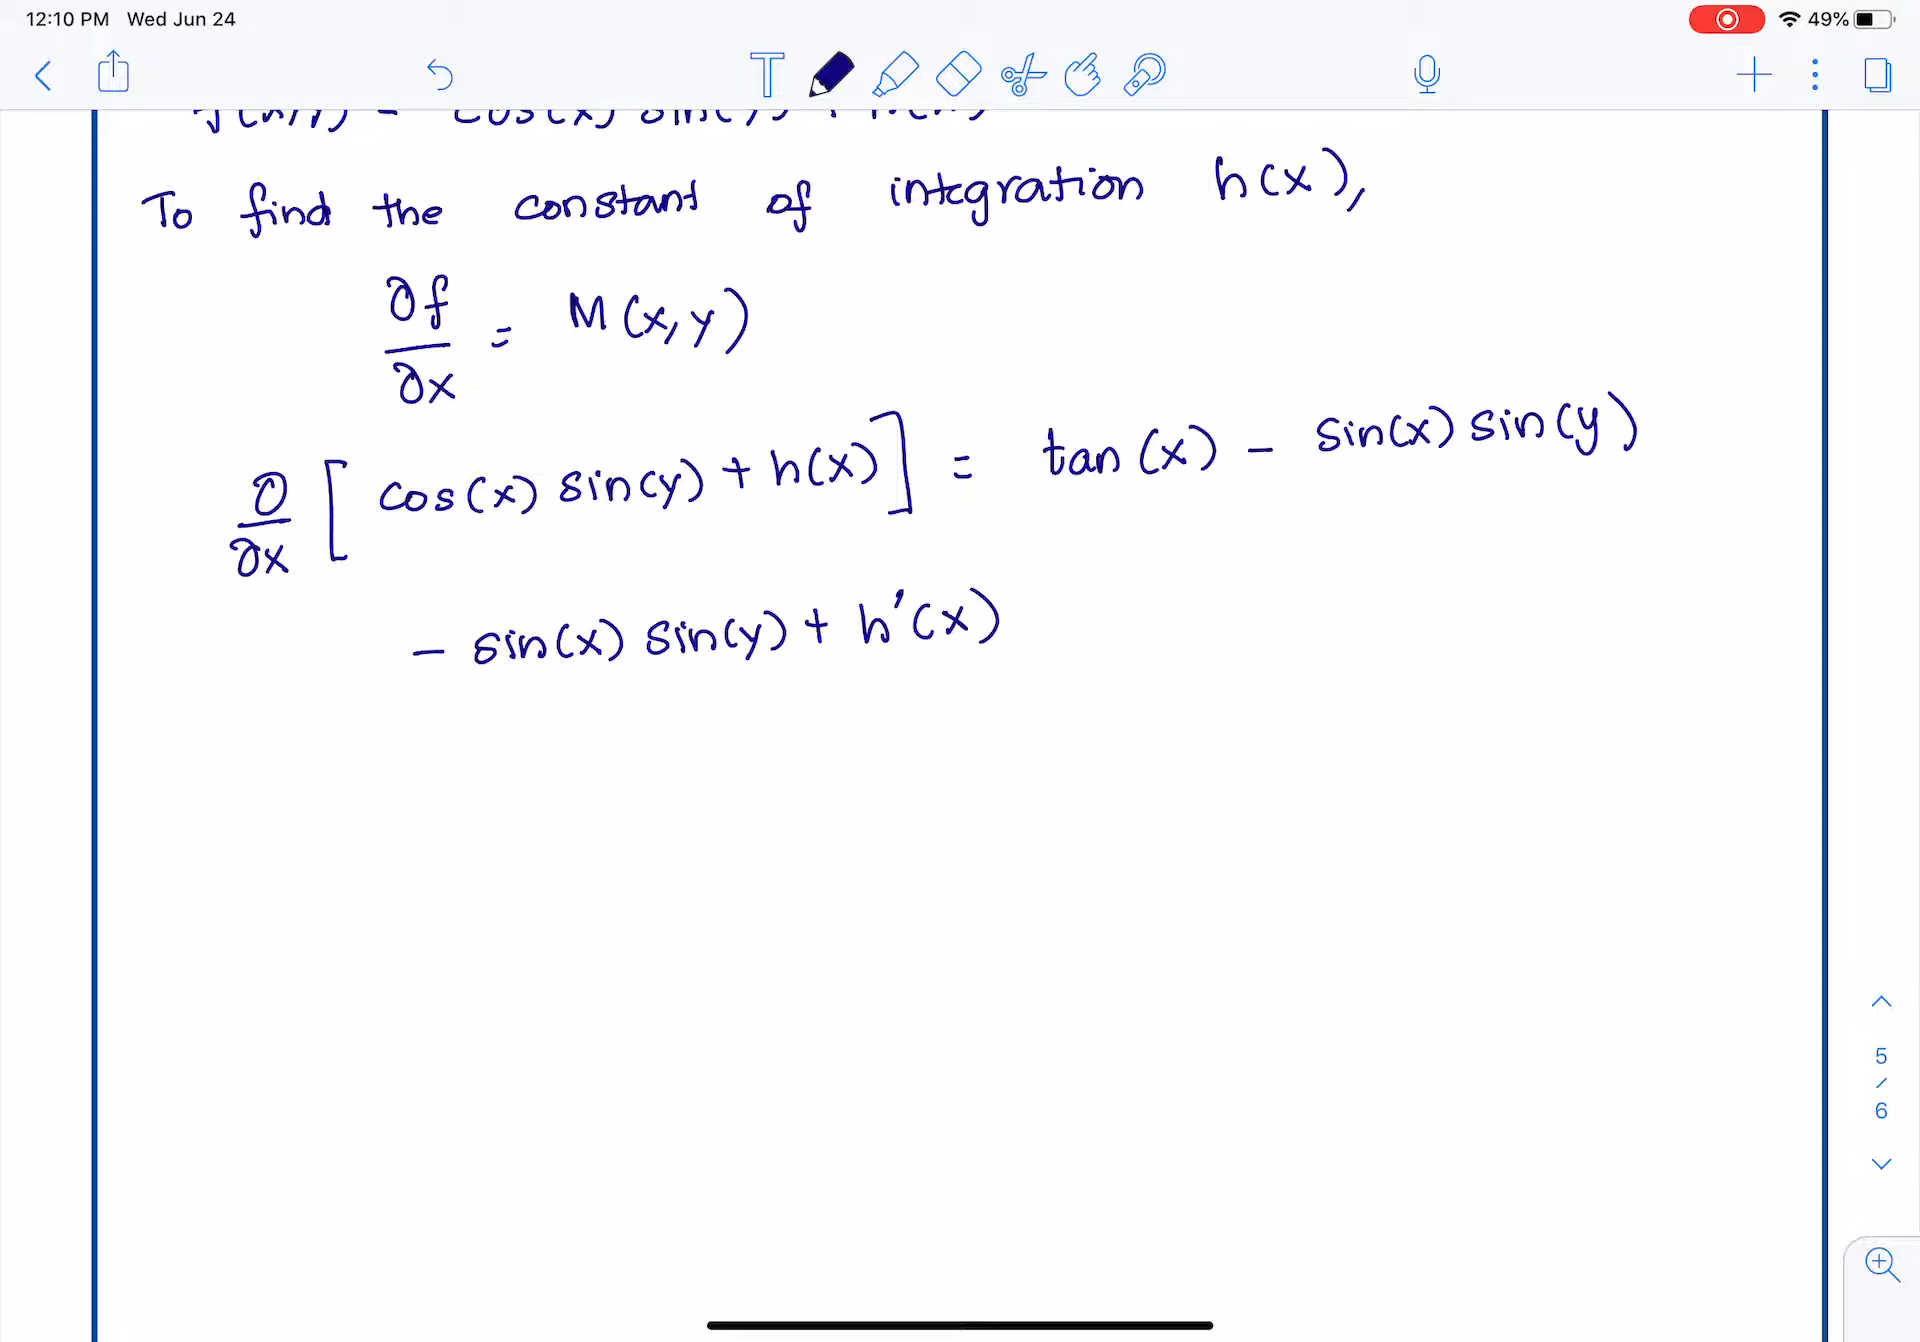 12:10 PM Wed Jun 24
49%
T
To find the constant of integration h(x),
∂f/∂x = M(x,y)
∂/∂x [cos(x) sin(y) + h(x)] = tan(x) - sin(x) sin(y)
- sin(x) sin(y) + h'(x)
5
/
6